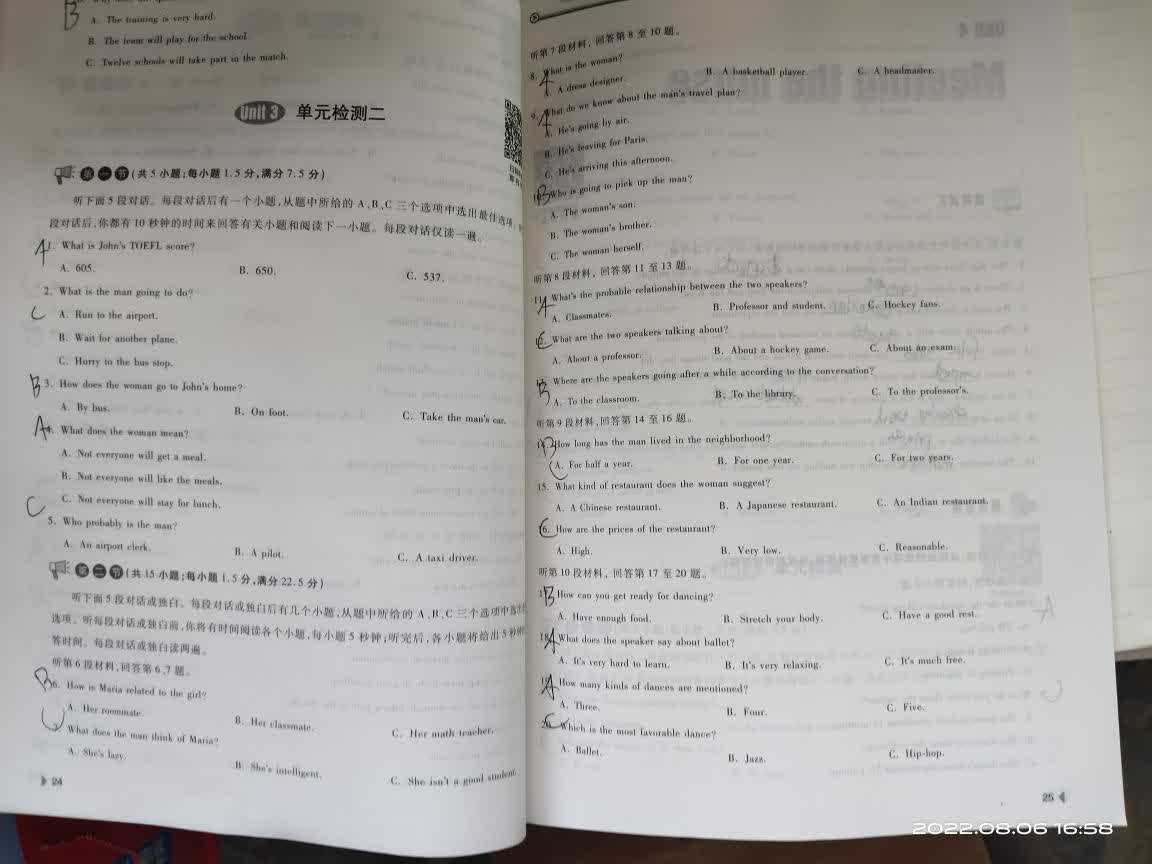 B
A. The training is very hard.
B. The team will play for the school.
C. Twelve schools will take part in the match.
Unit 3 单元检测二
第一节(共5小题;每小题1.5分,满分7.5分)
听下面5段对话。每段对话后有一个小题,从题中所给的A、B、C三个选项中选出最佳选项。
段对话后,你都有10秒钟的时间来回答有关小题和阅读下一小题。每段对话仅读一遍。
A 1. What is John's TOEFL score?
A. 605. B. 650. C. 537.
2. What is the man going to do?
C A. Run to the airport.
B. Wait for another plane.
C. Hurry to the bus stop.
B 3. How does the woman go to John's home?
A. By bus. B. On foot. C. Take the man's car.
A 4. What does the woman mean?
A. Not everyone will get a meal.
B. Not everyone will like the meals.
C. Not everyone will stay for lunch.
C 5. Who probably is the man?
A. An airport clerk. B. A pilot. C. A taxi driver.
第二节(共15小题;每小题1.5分,满分22.5分)
听下面5段对话或独白。每段对话或独白后有几个小题,从题中所给的A、B、C三个选项中选出
选项。听每段对话或独白前,你将有时间阅读各个小题,每小题5秒钟;听完后,各小题将给出5秒钟
答时间。每段对话或独白读两遍。
听第6段材料,回答第6、7题。
B 6. How is Maria related to the girl?
A. Her roommate. B. Her classmate. C. Her math teacher.
C What does the man think of Maria?
A. She's lazy. B. She's intelligent. C. She isn't a good student.
24
听第7段材料,回答第8至10题。
8. A What is the woman?
A dress designer. B. A basketball player. C. A headmaster.
9. A What do we know about the man's travel plan?
A. He's going by air.
B. He's leaving for Paris.
C. He's arriving this afternoon.
B Who is going to pick up the man?
A. The woman's son.
B. The woman's brother.
C. The woman herself.
听第8段材料,回答第11至13题。
11. A What's the probable relationship between the two speakers?
A. Classmates. B. Professor and student. C. Hockey fans.
12. C What are the two speakers talking about?
A. About a professor. B. About a hockey game. C. About an exam.
B Where are the speakers going after a while according to the conversation?
A. To the classroom. B. To the library. C. To the professor's.
听第9段材料,回答第14至16题。
14. B How long has the man lived in the neighborhood?
A. For half a year. B. For one year. C. For two years.
C 15. What kind of restaurant does the woman suggest?
A. A Chinese restaurant. B. A Japanese restaurant. C. An Indian restaurant.
C 16. How are the prices of the restaurant?
A. High. B. Very low. C. Reasonable.
听第10段材料,回答第17至20题。
B How can you get ready for dancing?
A. Have enough food. B. Stretch your body. C. Have a good rest.
18. A What does the speaker say about ballet?
A. It's very hard to learn. B. It's very relaxing. C. It's much free.
A How many kinds of dances are mentioned?
A. Three. B. Four. C. Five.
C Which is the most favorable dance?
A. Ballet. B. Jazz. C. Hip-hop.
25
2022.08.06 16:58